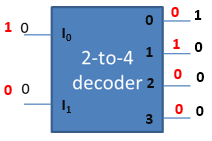 0 0 1
1 0 I0 1 1 0
2-to-4
decoder 2 0 0
0 0 I1
3 0 0